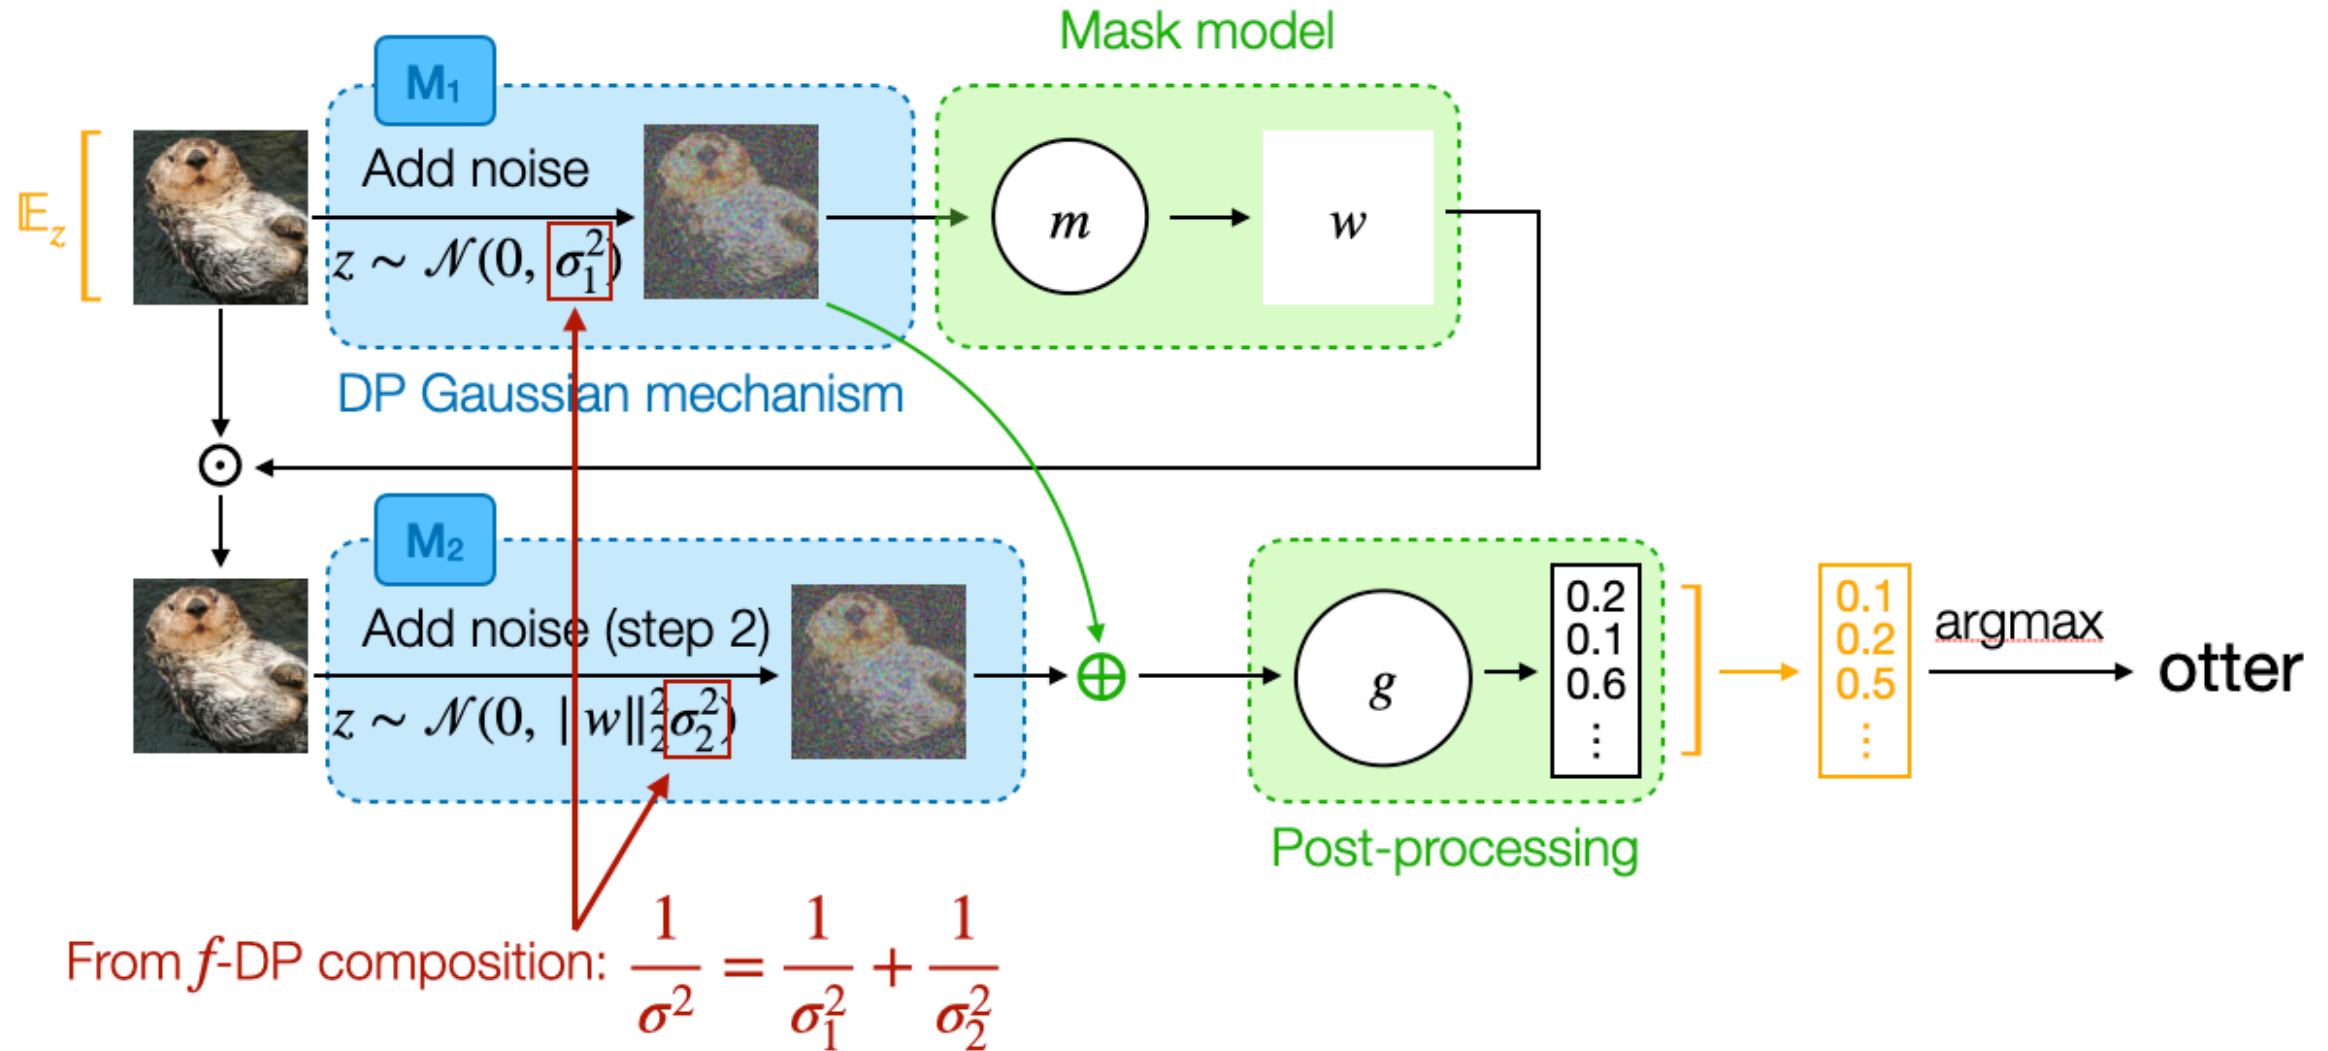 Mask model
M₁
Add noise
z ∼ 𝒩(0, σ₁²)
𝔼_z
m
w
DP Gaussian mechanism
M₂
Add noise (step 2)
z ∼ 𝒩(0, | w‖₂²σ₂²)
g
0.2
0.1
0.6
⋮
0.1
0.2
0.5
⋮
argmax
otter
Post-processing
From f-DP composition: 1/σ² = 1/σ₁² + 1/σ₂²